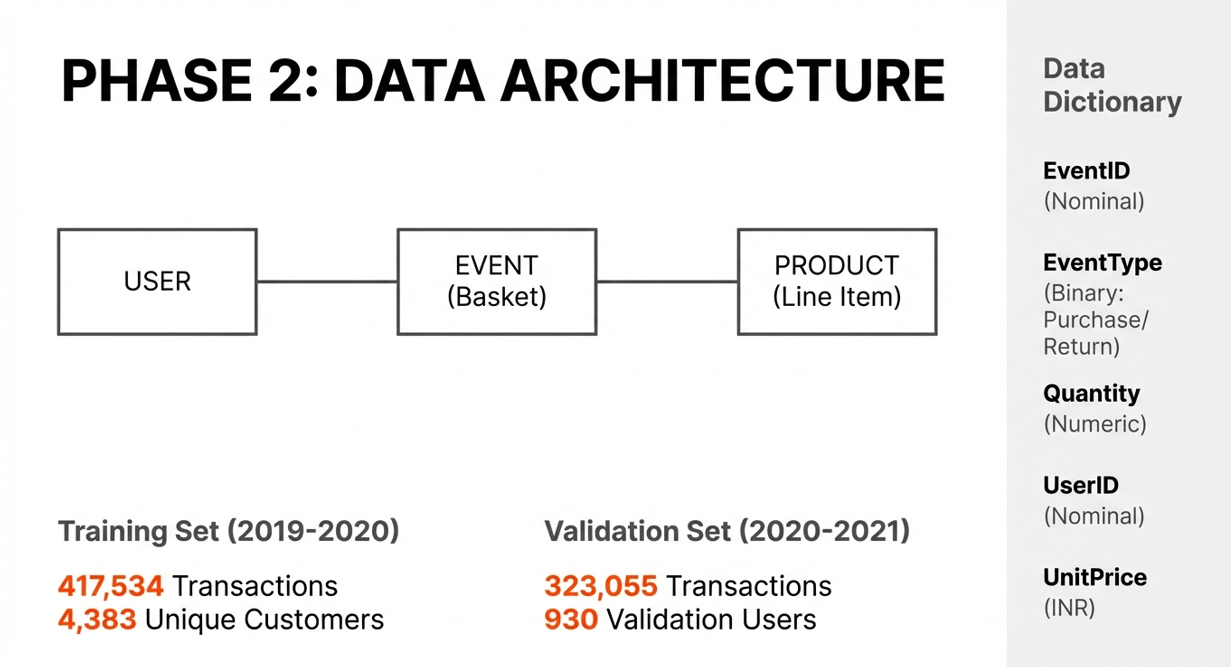 PHASE 2: DATA ARCHITECTURE
USER
EVENT
(Basket)
PRODUCT
(Line Item)
Training Set (2019-2020)
417,534 Transactions
4,383 Unique Customers
Validation Set (2020-2021)
323,055 Transactions
930 Validation Users
Data
Dictionary
EventID
(Nominal)
EventType
(Binary:
Purchase/
Return)
Quantity
(Numeric)
UserID
(Nominal)
UnitPrice
(INR)